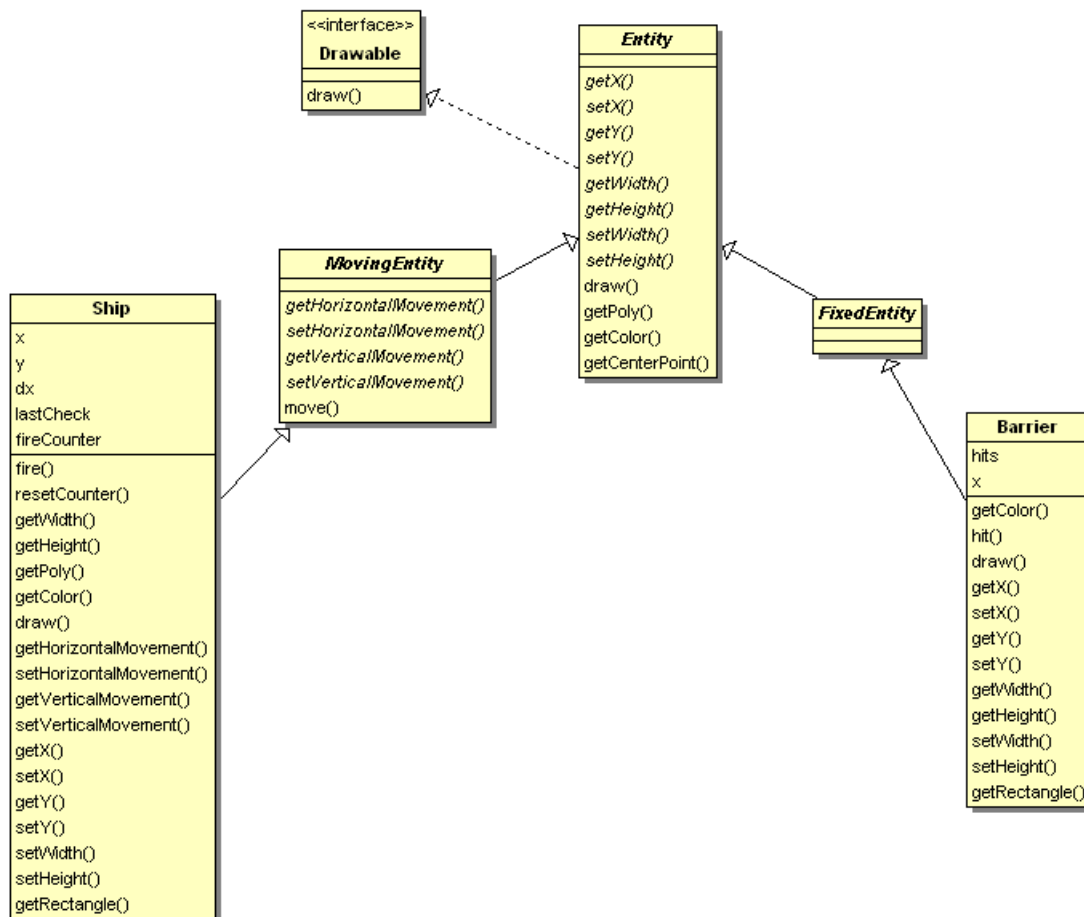 <<interface>>
Drawable
draw()
Entity
getX()
setX()
getY()
setY()
getWidth()
getHeight()
setWidth()
setHeight()
draw()
getPoly()
getColor()
getCenterPoint()
MovingEntity
getHorizontalMovement()
setHorizontalMovement()
getVerticalMovement()
setVerticalMovement()
move()
FixedEntity
Ship
x
y
dx
lastCheck
fireCounter
fire()
resetCounter()
getWidth()
getHeight()
getPoly()
getColor()
draw()
getHorizontalMovement()
setHorizontalMovement()
getVerticalMovement()
setVerticalMovement()
getX()
setX()
getY()
setY()
setWidth()
setHeight()
getRectangle()
Barrier
hits
x
getColor()
hit()
draw()
getX()
setX()
getY()
setY()
getWidth()
getHeight()
setWidth()
setHeight()
getRectangle()